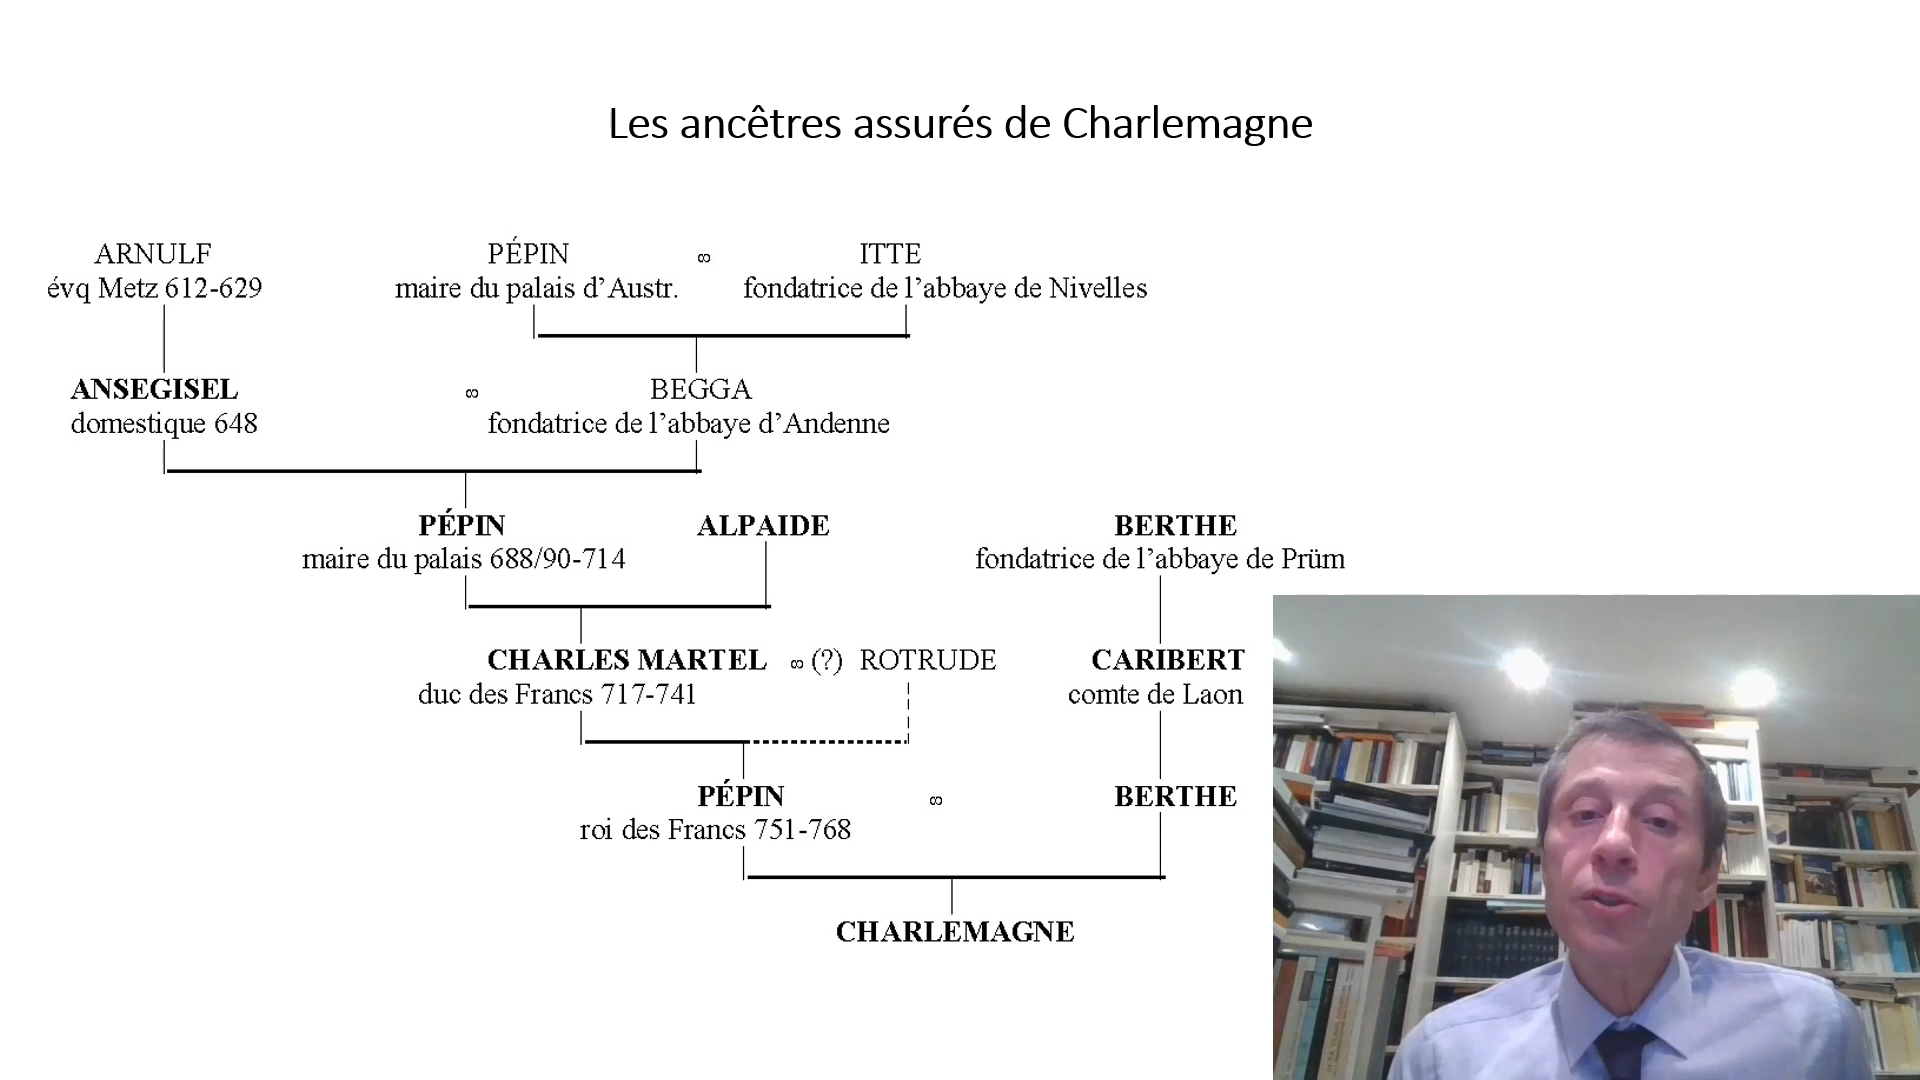 Les ancêtres assurés de Charlemagne
ARNULF PÉPIN ∞ ITTE
évq Metz 612-629 maire du palais d’Austr. fondatrice de l’abbaye de Nivelles
ANSEGISEL ∞ BEGGA
domestique 648 fondatrice de l’abbaye d’Andenne
PÉPIN ALPAIDE BERTHE
maire du palais 688/90-714 fondatrice de l’abbaye de Prüm
CHARLES MARTEL ∞ (?) ROTRUDE CARIBERT
duc des Francs 717-741 comte de Laon
PÉPIN ∞ BERTHE
roi des Francs 751-768
CHARLEMAGNE